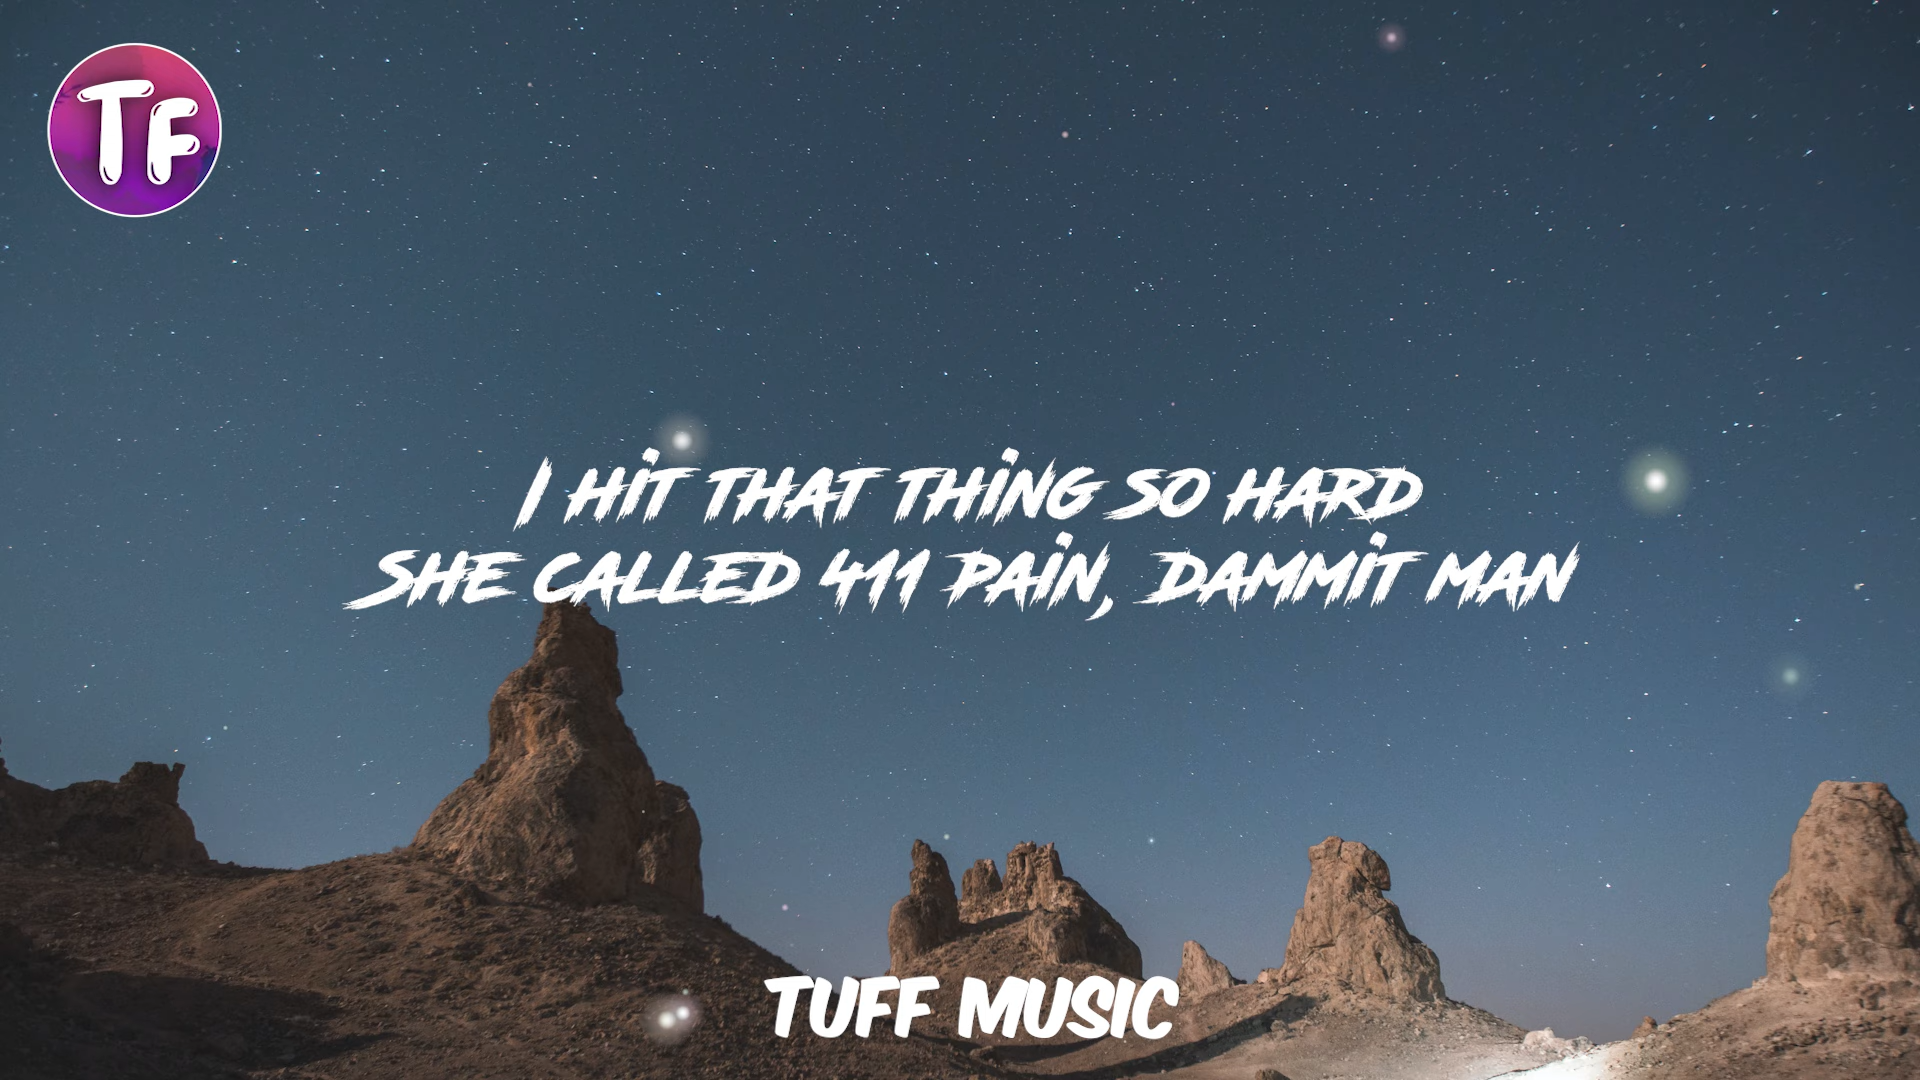 TF
I HIT THAT THING SO HARD
SHE CALLED 411 PAIN, DAMMIT MAN
TUFF MUSIC